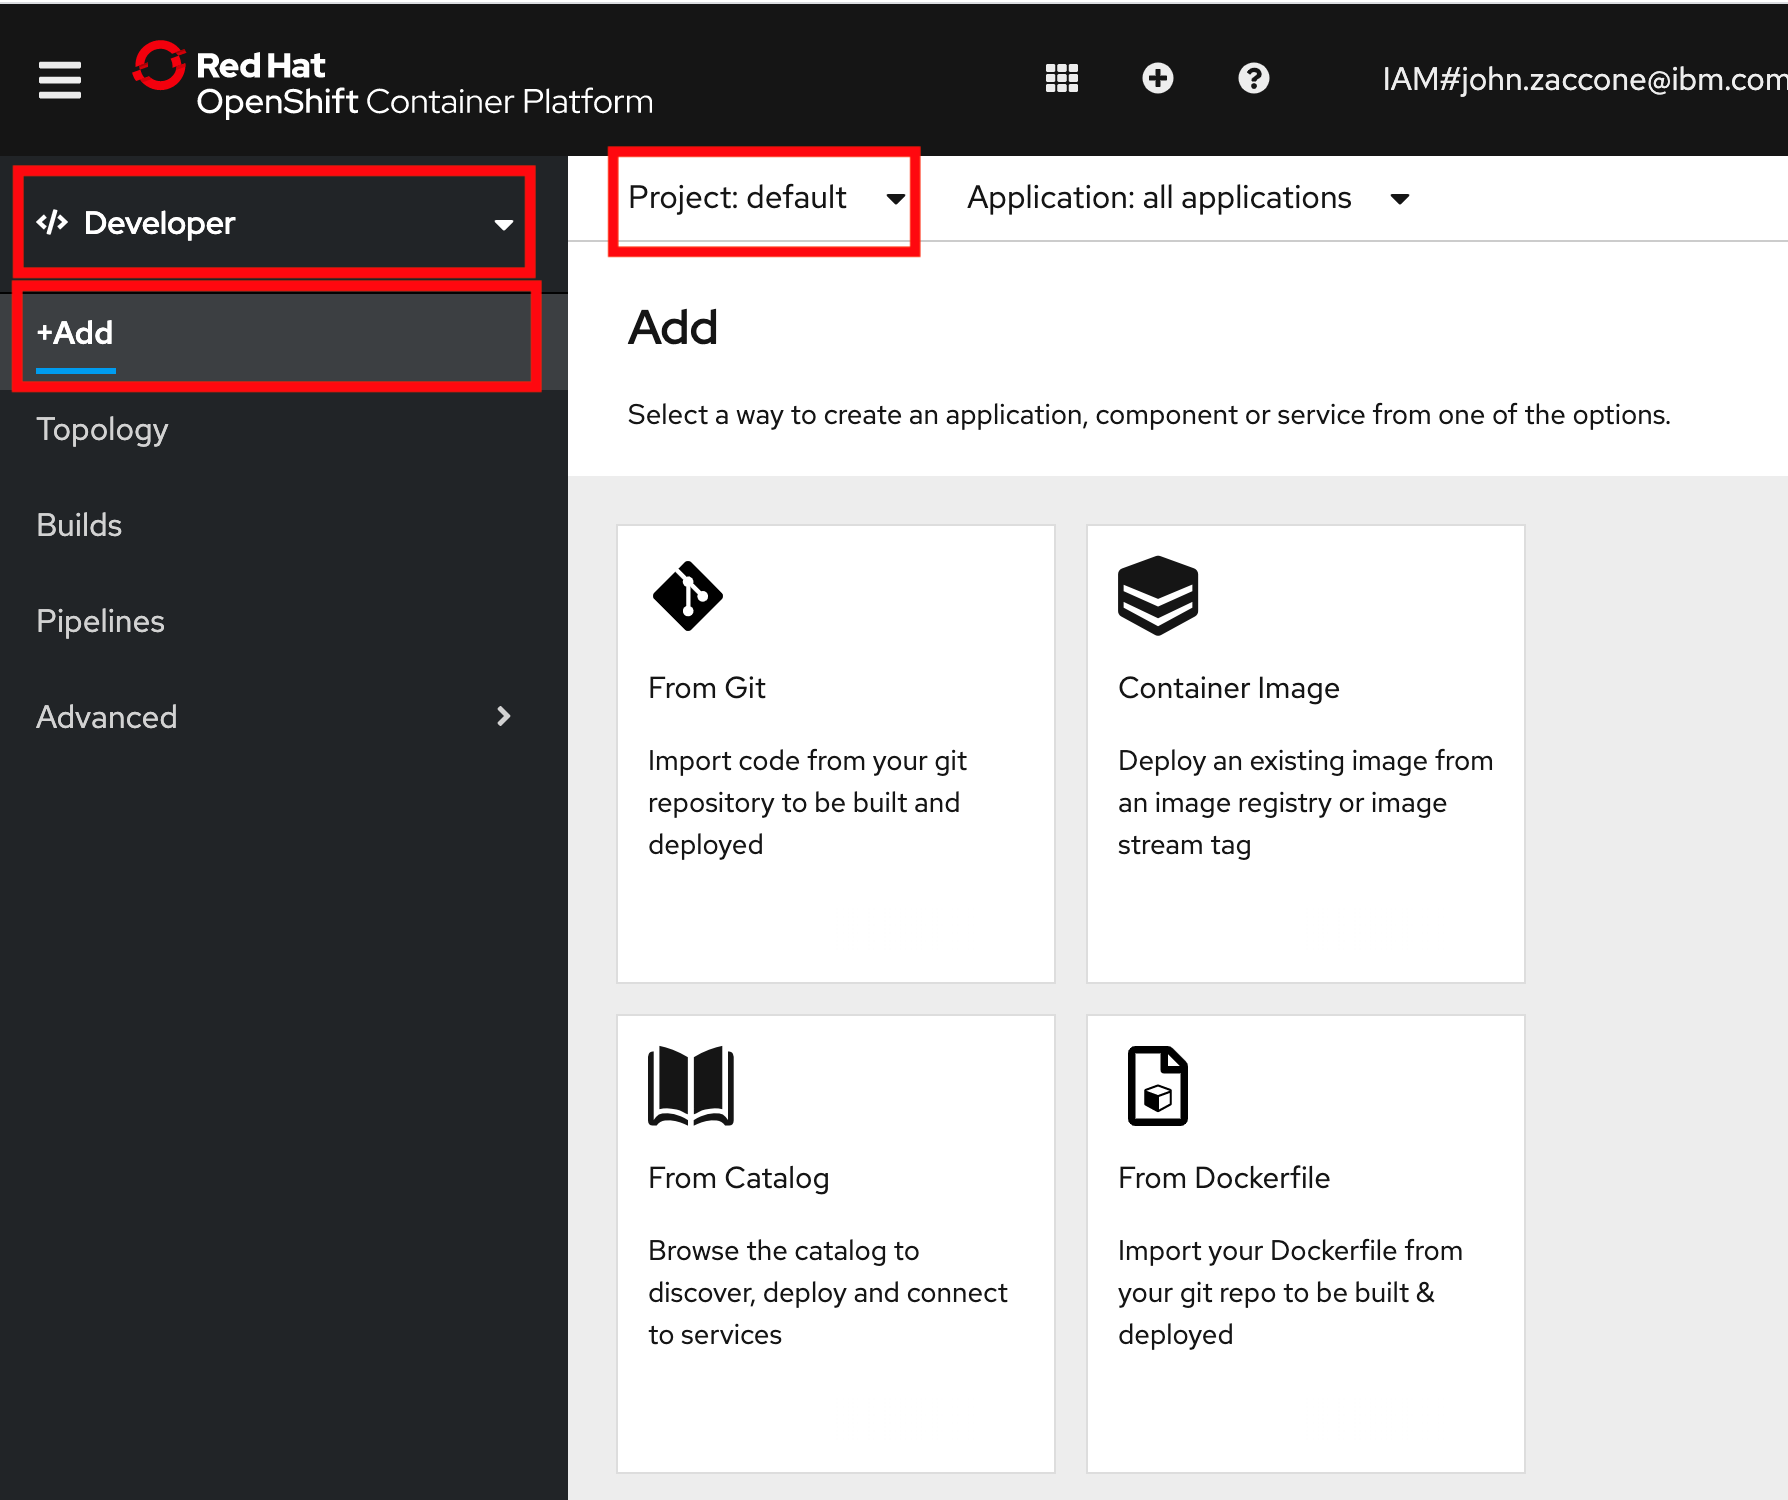 Red Hat
OpenShift Container Platform
IAM#john.zaccone@ibm.com
Developer
Project: default
Application: all applications
+Add
Topology
Builds
Pipelines
Advanced
Add
Select a way to create an application, component or service from one of the options.
From Git
Import code from your git
repository to be built and
deployed
Container Image
Deploy an existing image from
an image registry or image
stream tag
From Catalog
Browse the catalog to
discover, deploy and connect
to services
From Dockerfile
Import your Dockerfile from
your git repo to be built &
deployed